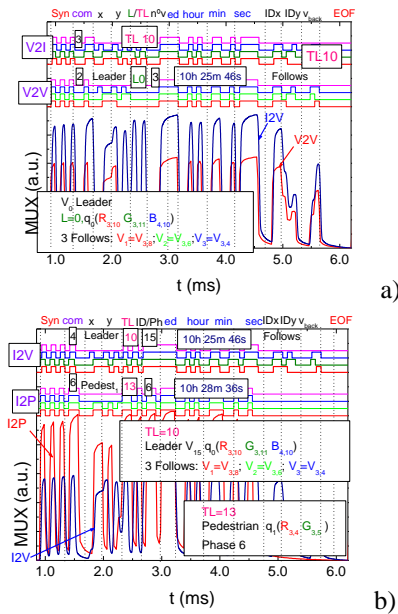 Syn com x y L/TL nºved hour min sec IDx IDy v back EOF
V2I 3 TL 10 TL10
V2V 2 Leader L0 3 10h 25m 46s Follows
I2V
V2V
MUX (a.u.)
V0 Leader
L=0,q0(R3,10 G3,11 B4,10)
3 Follows: V1=V3,8; V2=V3,6; V3=V3,4
1.0 2.0 3.0 4.0 5.0 6.0
t (ms)
a)
Syn com x y TL ID/Ph ed hour min sec IDx IDy v back EOF
I2V 4 Leader 10 15 10h 25m 46s Follows
I2P 6 Pedest, 13 6 10h 28m 36s
I2P
TL=10
Leader V15 q0(R3,10 G3,11 B4,10)
3 Follows: V1=V3,8; V2=V3,6; V3=V3,4
TL=13
Pedestrian q1(R3,4 G3,5)
Phase 6
I2V
MUX (a.u.)
1.0 2.0 3.0 4.0 5.0 6.0
t (ms)
b)